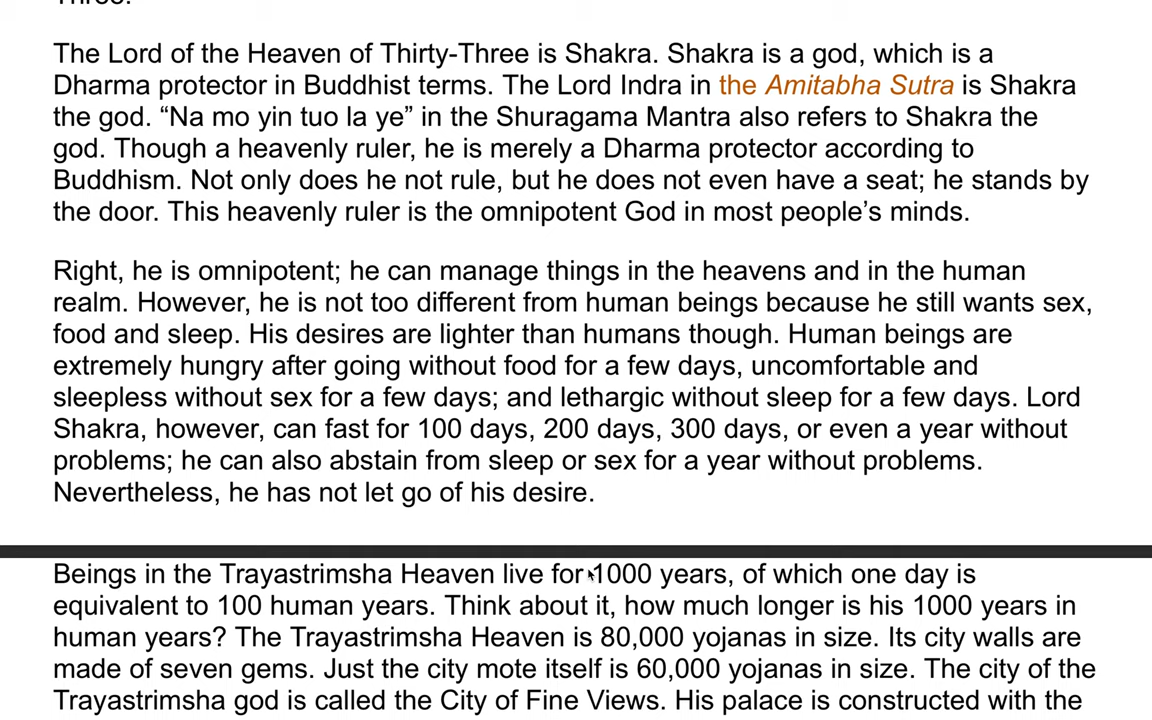 The Lord of the Heaven of Thirty-Three is Shakra. Shakra is a god, which is a
Dharma protector in Buddhist terms. The Lord Indra in the Amitabha Sutra is Shakra
the god. “Na mo yin tuo la ye” in the Shuragama Mantra also refers to Shakra the
god. Though a heavenly ruler, he is merely a Dharma protector according to
Buddhism. Not only does he not rule, but he does not even have a seat; he stands by
the door. This heavenly ruler is the omnipotent God in most people’s minds.
Right, he is omnipotent; he can manage things in the heavens and in the human
realm. However, he is not too different from human beings because he still wants sex,
food and sleep. His desires are lighter than humans though. Human beings are
extremely hungry after going without food for a few days, uncomfortable and
sleepless without sex for a few days; and lethargic without sleep for a few days. Lord
Shakra, however, can fast for 100 days, 200 days, 300 days, or even a year without
problems; he can also abstain from sleep or sex for a year without problems.
Nevertheless, he has not let go of his desire.
Beings in the Trayastrimsha Heaven live for 1000 years, of which one day is
equivalent to 100 human years. Think about it, how much longer is his 1000 years in
human years? The Trayastrimsha Heaven is 80,000 yojanas in size. Its city walls are
made of seven gems. Just the city mote itself is 60,000 yojanas in size. The city of the
Trayastrimsha god is called the City of Fine Views. His palace is constructed with the